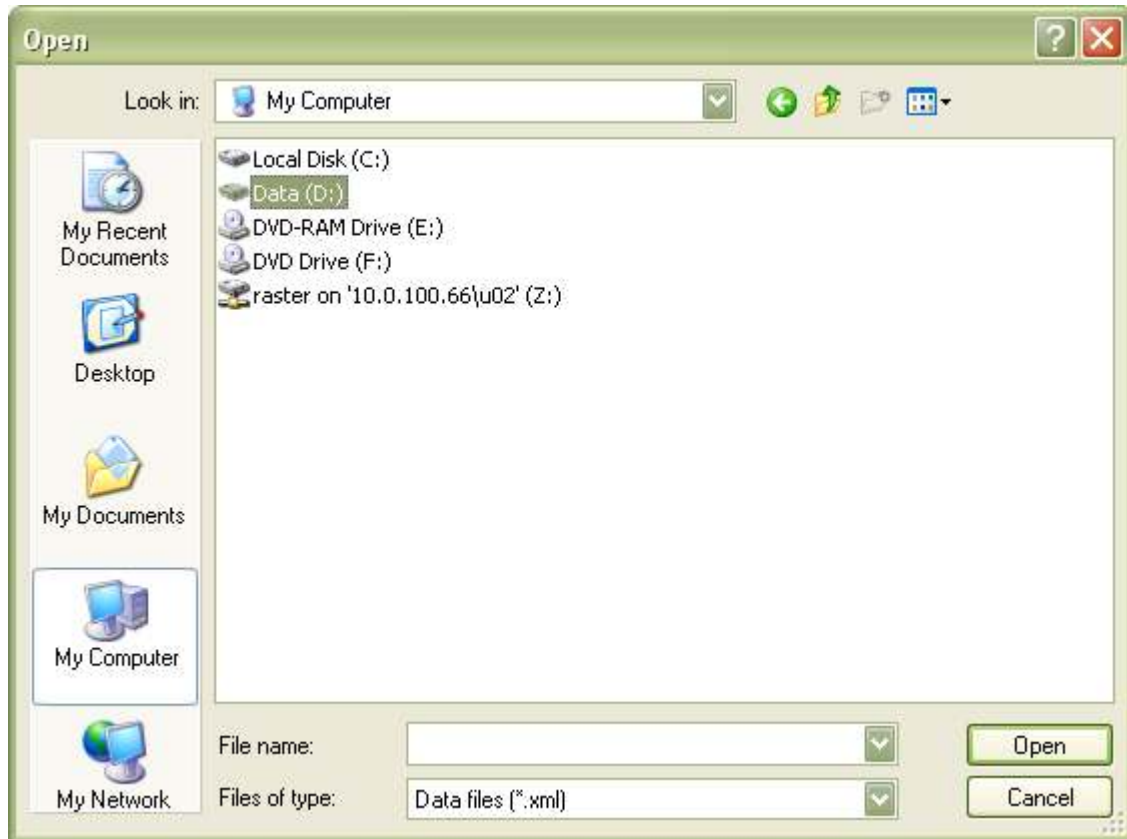 Open
Look in: My Computer
Local Disk (C:)
Data (D:)
DVD-RAM Drive (E:)
DVD Drive (F:)
raster on '10.0.100.66\u02' (Z:)
My Recent
Documents
Desktop
My Documents
My Computer
My Network
File name:
Open
Files of type: Data files (*.xml)
Cancel